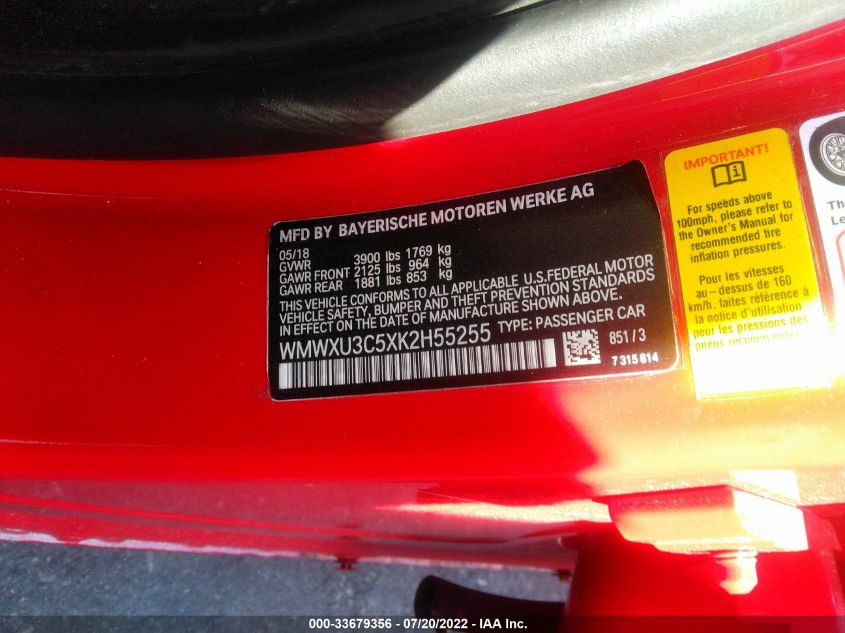 MFD BY BAYERISCHE MOTOREN WERKE AG
05/18
GVWR 3900 lbs 1769 kg
GAWR FRONT 2125 lbs 964 kg
GAWR REAR 1881 lbs 853 kg
THIS VEHICLE CONFORMS TO ALL APPLICABLE U.S.FEDERAL MOTOR
VEHICLE SAFETY, BUMPER AND THEFT PREVENTION STANDARDS
IN EFFECT ON THE DATE OF MANUFACTURE SHOWN ABOVE.
WMWXU3C5XK2H55255 TYPE: PASSENGER CAR
851 / 3
7 315 814
IMPORTANT!
i
For speeds above
100mph, please refer to
the Owner's Manual for
recommended tire
inflation pressures.
Pour les vitesses
au-dessus de 160
km/h, faites référence à
la notice d'utilisation
pour les pressions des
pneus recommandées.
Th
Le
000-33679356 - 07/20/2022 - IAA Inc.